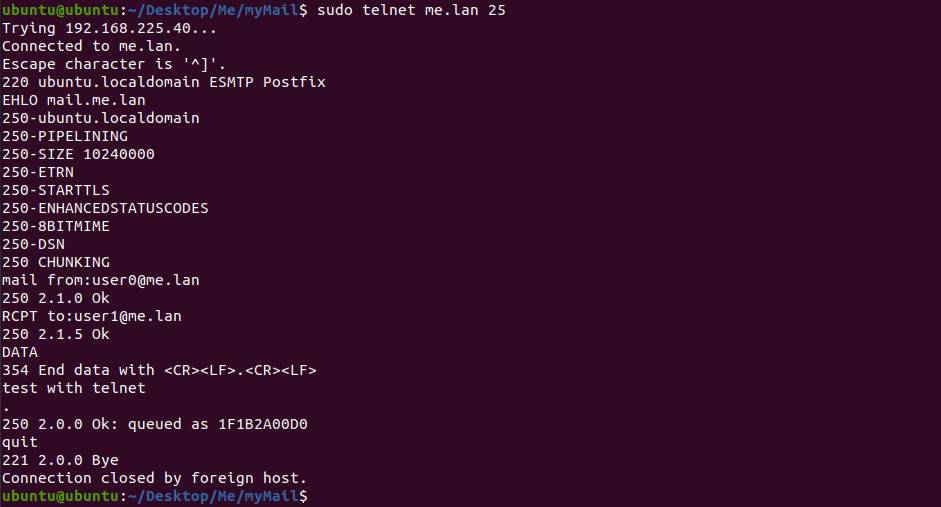 ubuntu@ubuntu:~/Desktop/Me/myMail$ sudo telnet me.lan 25
Trying 192.168.225.40...
Connected to me.lan.
Escape character is '^]'.
220 ubuntu.localdomain ESMTP Postfix
EHLO mail.me.lan
250-ubuntu.localdomain
250-PIPELINING
250-SIZE 10240000
250-ETRN
250-STARTTLS
250-ENHANCEDSTATUSCODES
250-8BITMIME
250-DSN
250 CHUNKING
mail from:user0@me.lan
250 2.1.0 Ok
RCPT to:user1@me.lan
250 2.1.5 Ok
DATA
354 End data with <CR><LF>.<CR><LF>
test with telnet
.
250 2.0.0 Ok: queued as 1F1B2A00D0
quit
221 2.0.0 Bye
Connection closed by foreign host.
ubuntu@ubuntu:~/Desktop/Me/myMail$